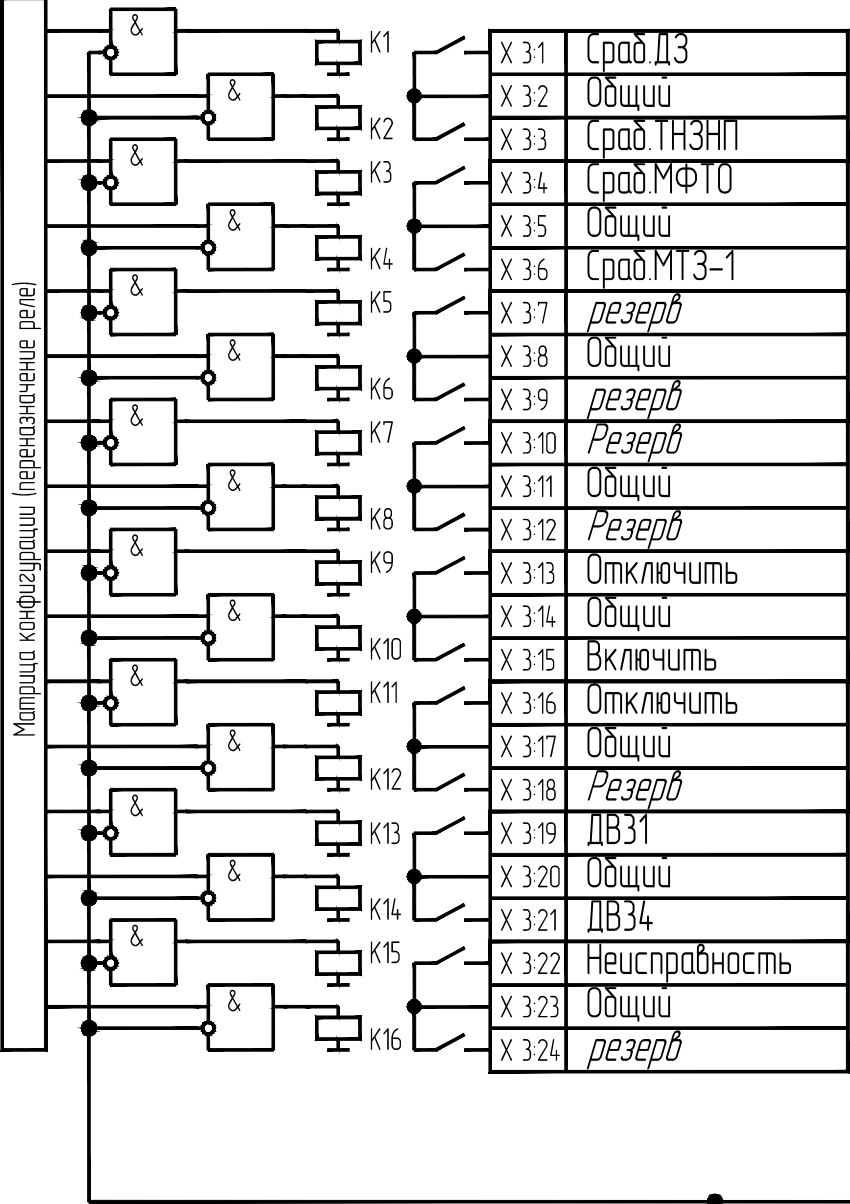 Матрица конфигурации (переназначение реле)
&
K1
X 3:1 Сраб.ДЗ
&
X 3:2 Общий
K2
X 3:3 Сраб.ТНЗНП
&
K3
X 3:4 Сраб.МФТО
&
X 3:5 Общий
K4
X 3:6 Сраб.МТЗ-1
&
K5
X 3:7 резерв
&
X 3:8 Общий
K6
X 3:9 резерв
&
K7
X 3:10 Резерв
&
X 3:11 Общий
K8
X 3:12 Резерв
&
K9
X 3:13 Отключить
&
X 3:14 Общий
K10
X 3:15 Включить
&
K11
X 3:16 Отключить
&
X 3:17 Общий
K12
X 3:18 Резерв
&
K13
X 3:19 ДВЗ1
&
X 3:20 Общий
K14
X 3:21 ДВЗ4
&
K15
X 3:22 Неисправность
&
X 3:23 Общий
K16
X 3:24 резерв